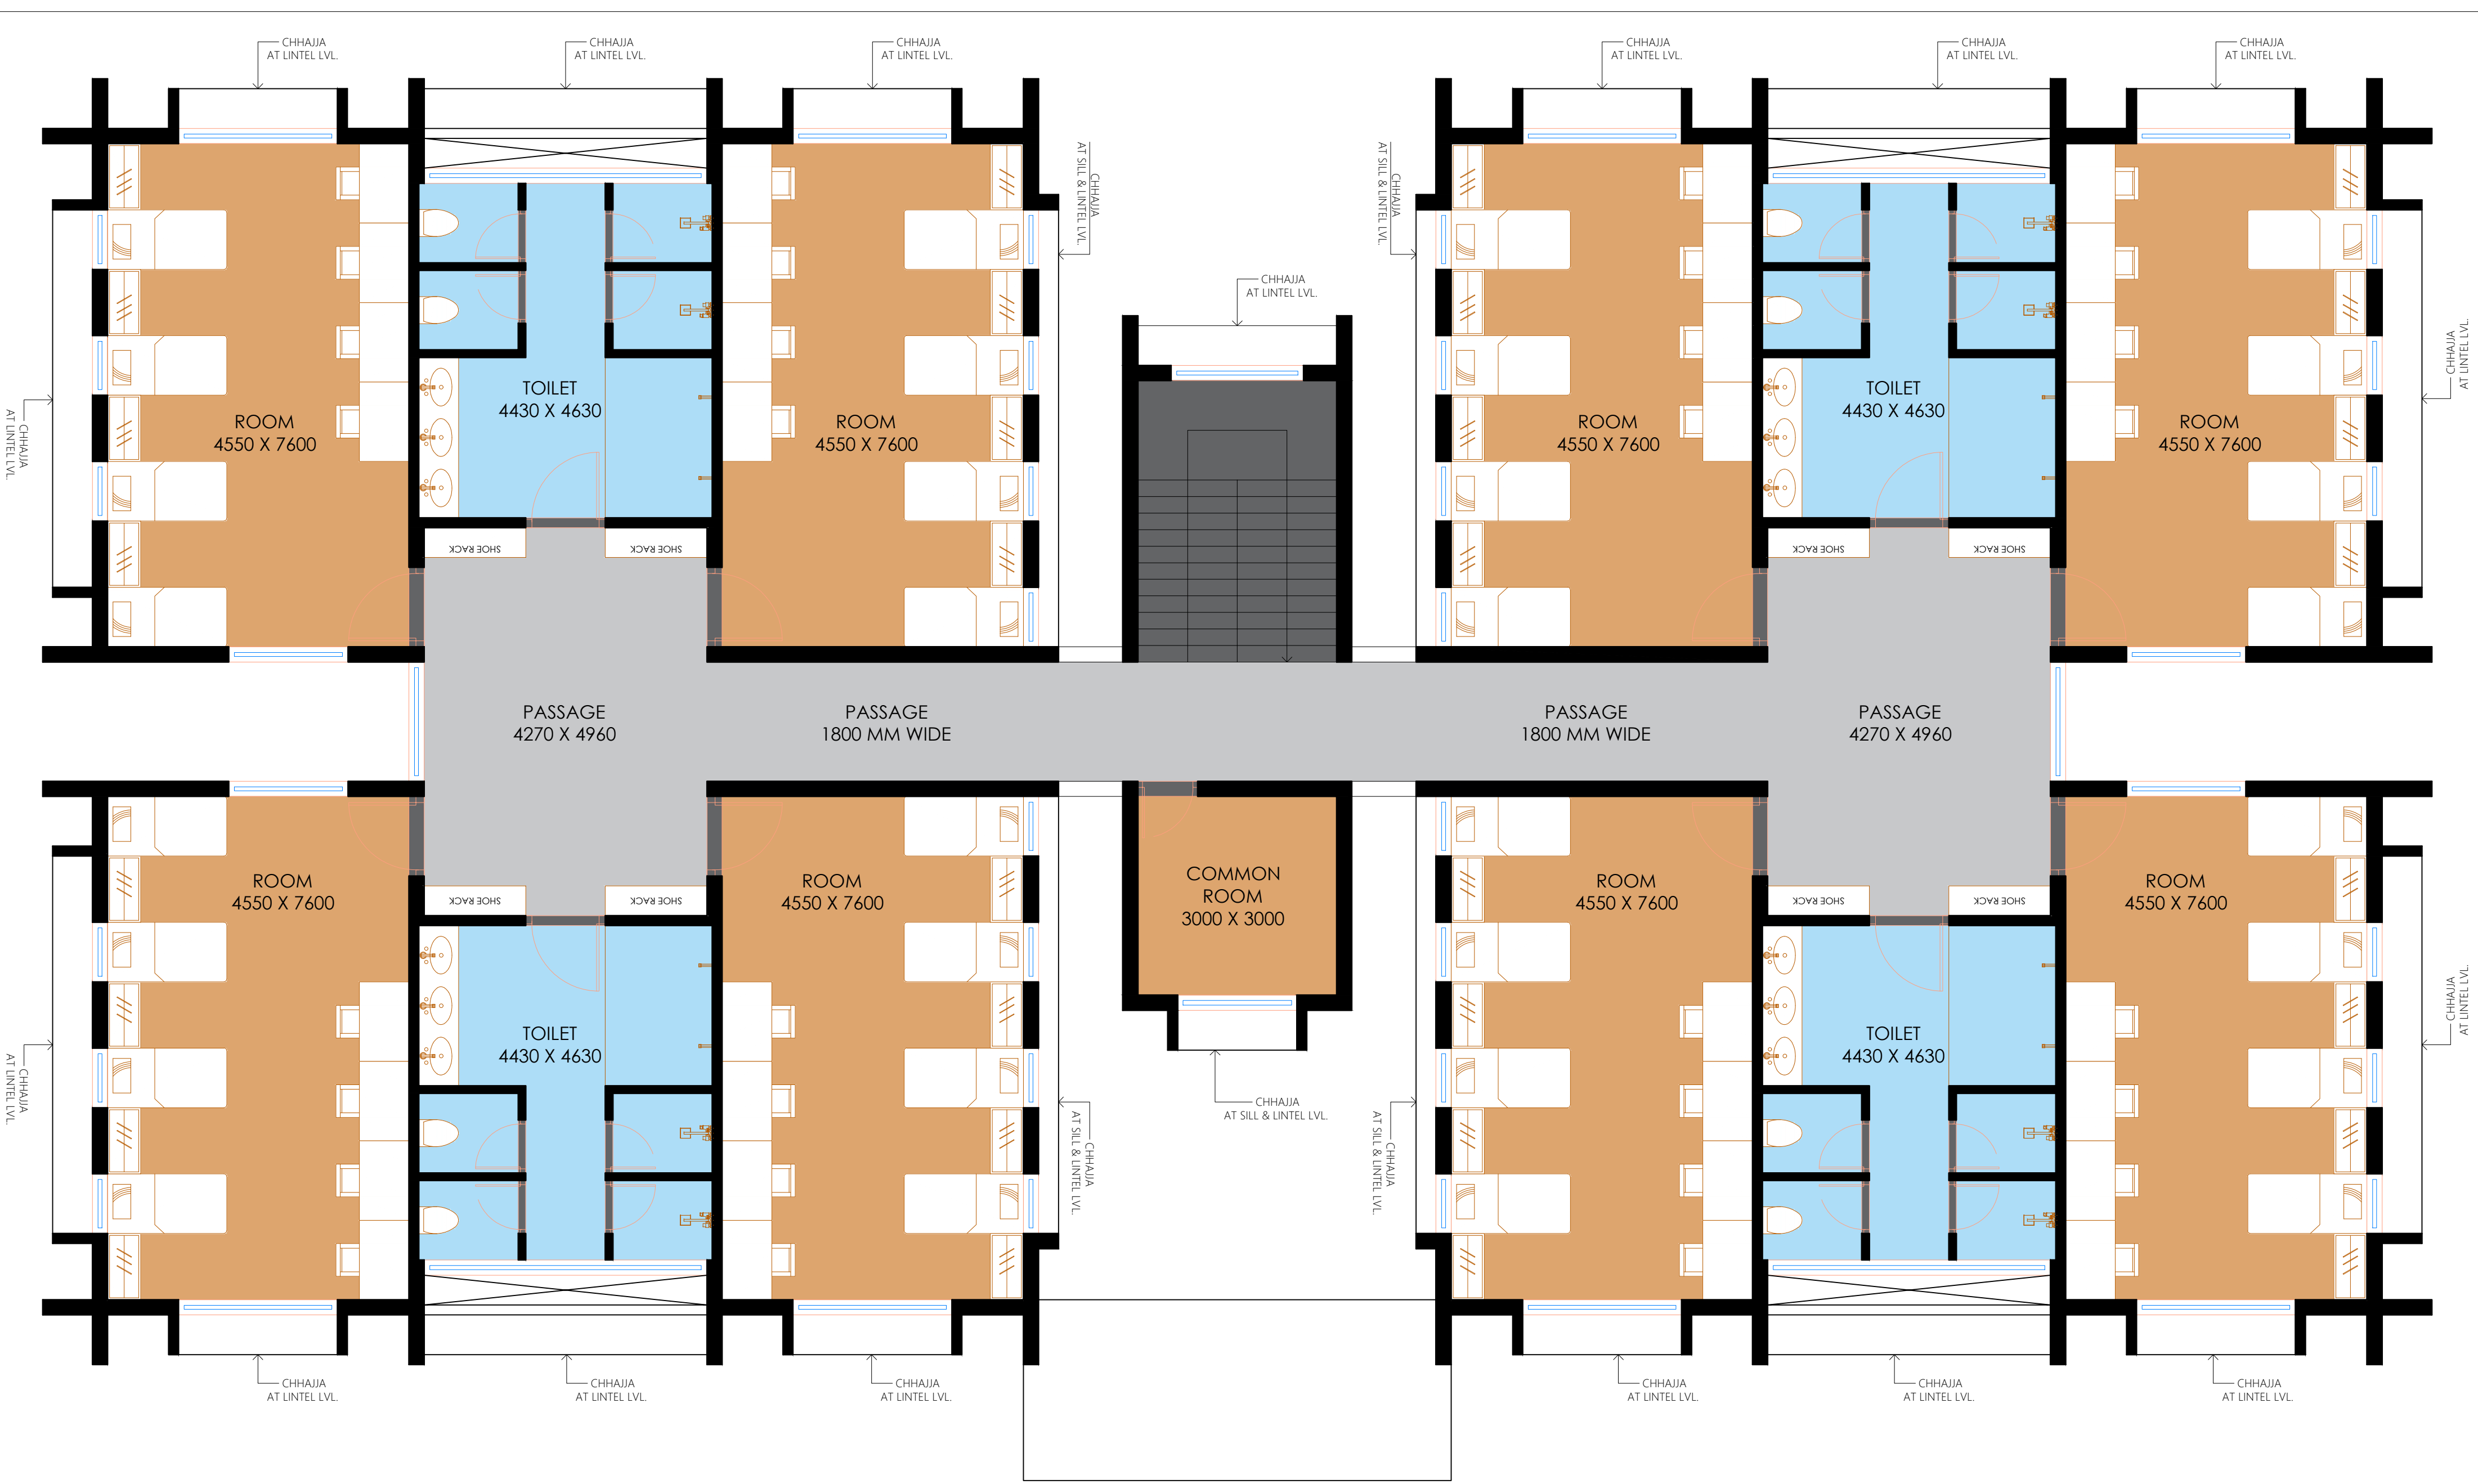 CHHAJJA
AT LINTEL LVL.
CHHAJJA
AT LINTEL LVL.
CHHAJJA
AT LINTEL LVL.
CHHAJJA
AT LINTEL LVL.
CHHAJJA
AT LINTEL LVL.
CHHAJJA
AT LINTEL LVL.
CHHAJJA
AT SILL & LINTEL LVL.
CHHAJJA
AT SILL & LINTEL LVL.
CHHAJJA
AT LINTEL LVL.
CHHAJJA
AT LINTEL LVL.
ROOM
4550 X 7600
TOILET
4430 X 4630
ROOM
4550 X 7600
ROOM
4550 X 7600
TOILET
4430 X 4630
ROOM
4550 X 7600
CHHAJJA
AT LINTEL LVL.
SHOE RACK
SHOE RACK
SHOE RACK
SHOE RACK
PASSAGE
4270 X 4960
PASSAGE
1800 MM WIDE
PASSAGE
1800 MM WIDE
PASSAGE
4270 X 4960
ROOM
4550 X 7600
SHOE RACK
SHOE RACK
ROOM
4550 X 7600
COMMON
ROOM
3000 X 3000
ROOM
4550 X 7600
SHOE RACK
SHOE RACK
ROOM
4550 X 7600
CHHAJJA
AT LINTEL LVL.
TOILET
4430 X 4630
TOILET
4430 X 4630
CHHAJJA
AT LINTEL LVL.
CHHAJJA
AT SILL & LINTEL LVL.
CHHAJJA
AT SILL & LINTEL LVL.
CHHAJJA
AT SILL & LINTEL LVL.
CHHAJJA
AT LINTEL LVL.
CHHAJJA
AT LINTEL LVL.
CHHAJJA
AT LINTEL LVL.
CHHAJJA
AT LINTEL LVL.
CHHAJJA
AT LINTEL LVL.
CHHAJJA
AT LINTEL LVL.